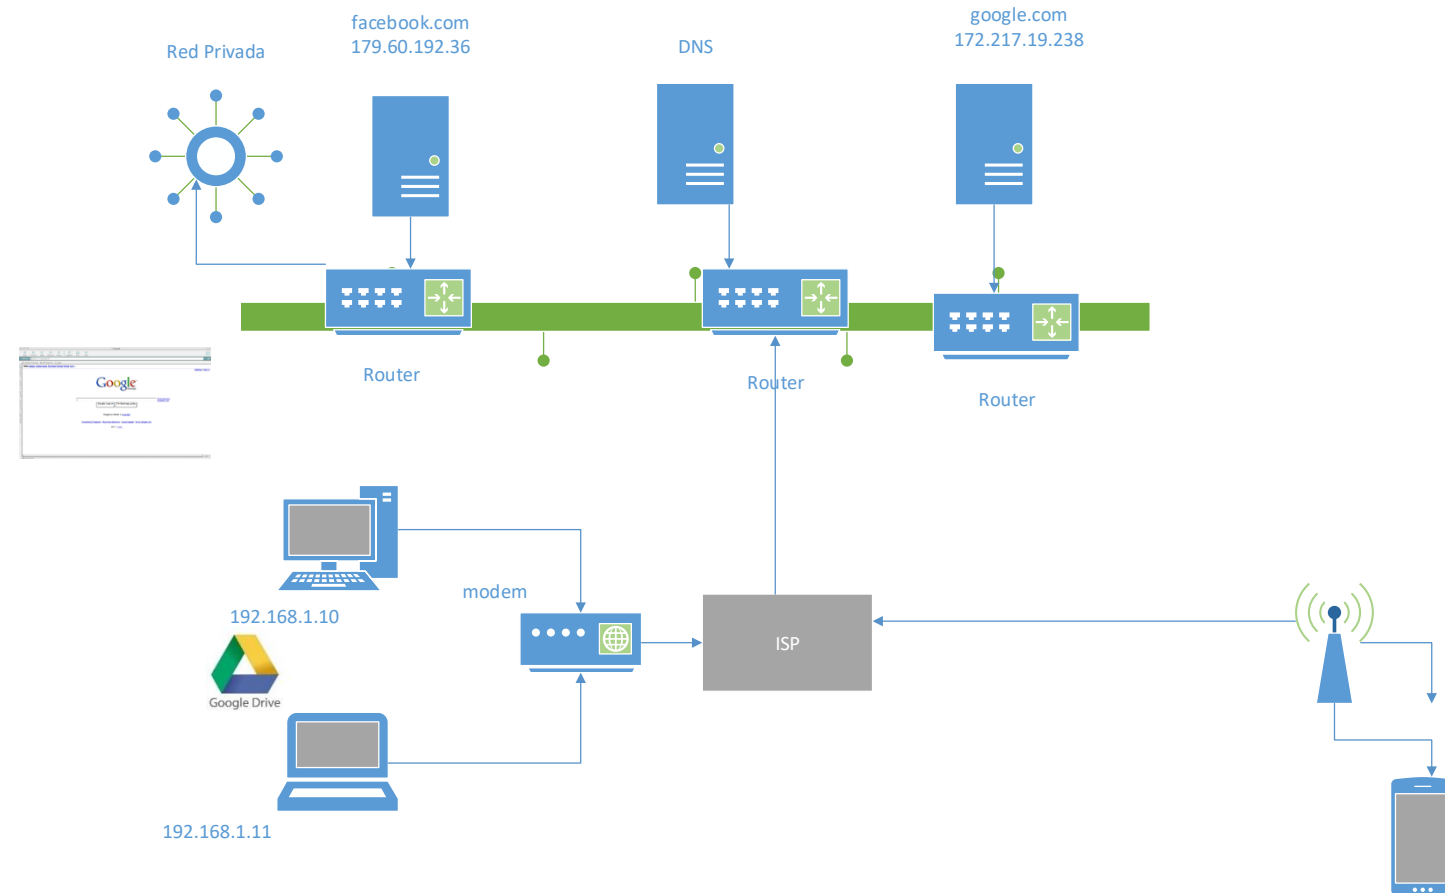 facebook.com
179.60.192.36
google.com
172.217.19.238
Red Privada
DNS
Router
Router
Router
Google
modem
192.168.1.10
ISP
Google Drive
192.168.1.11